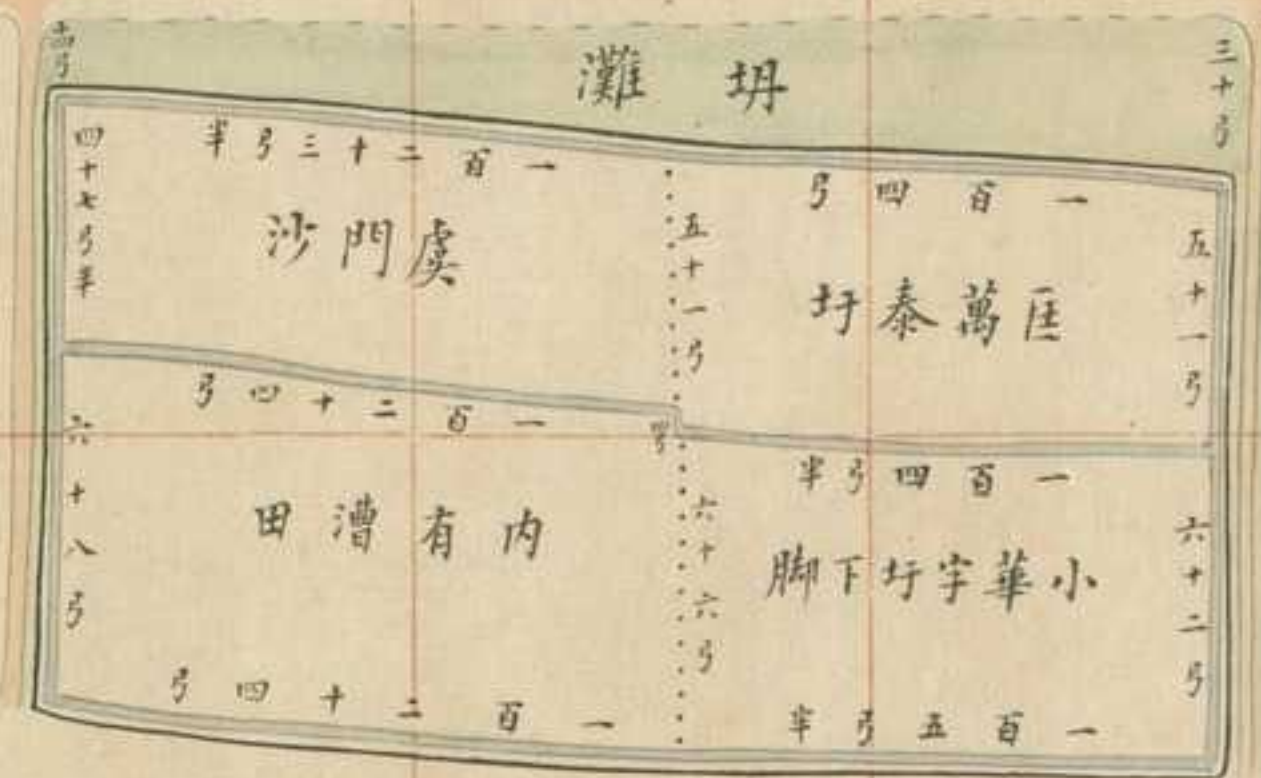 坍灘
三十弓
十四弓
一百四弓
五十一弓
匡萬泰圩
五十一弓
一百二十三弓半
虞門沙
四十七弓半
一百四弓半
六十二弓
小華字圩下脚
六十六弓
一百五弓半
一百二十四弓
內有漕田
六十八弓
一百二十四弓